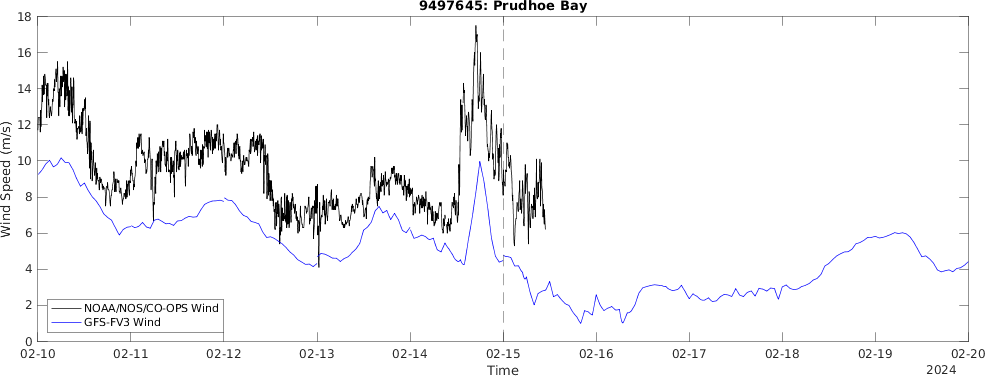 9497645: Prudhoe Bay
18
16
14
12
10
8
6
4
2
0
Wind Speed (m/s)
NOAA/NOS/CO-OPS Wind
GFS-FV3 Wind
02-10 02-11 02-12 02-13 02-14 02-15 02-16 02-17 02-18 02-19 02-20
Time
2024